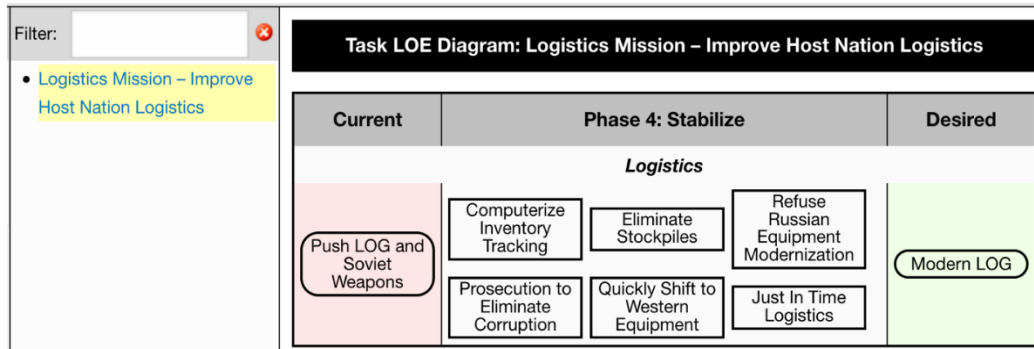 Filter:
Logistics Mission – Improve
Host Nation Logistics
Task LOE Diagram: Logistics Mission – Improve Host Nation Logistics
Current
Phase 4: Stabilize
Desired
Logistics
Push LOG and
Soviet
Weapons
Computerize
Inventory
Tracking
Eliminate
Stockpiles
Refuse
Russian
Equipment
Modernization
Prosecution to
Eliminate
Corruption
Quickly Shift to
Western
Equipment
Just In Time
Logistics
Modern LOG